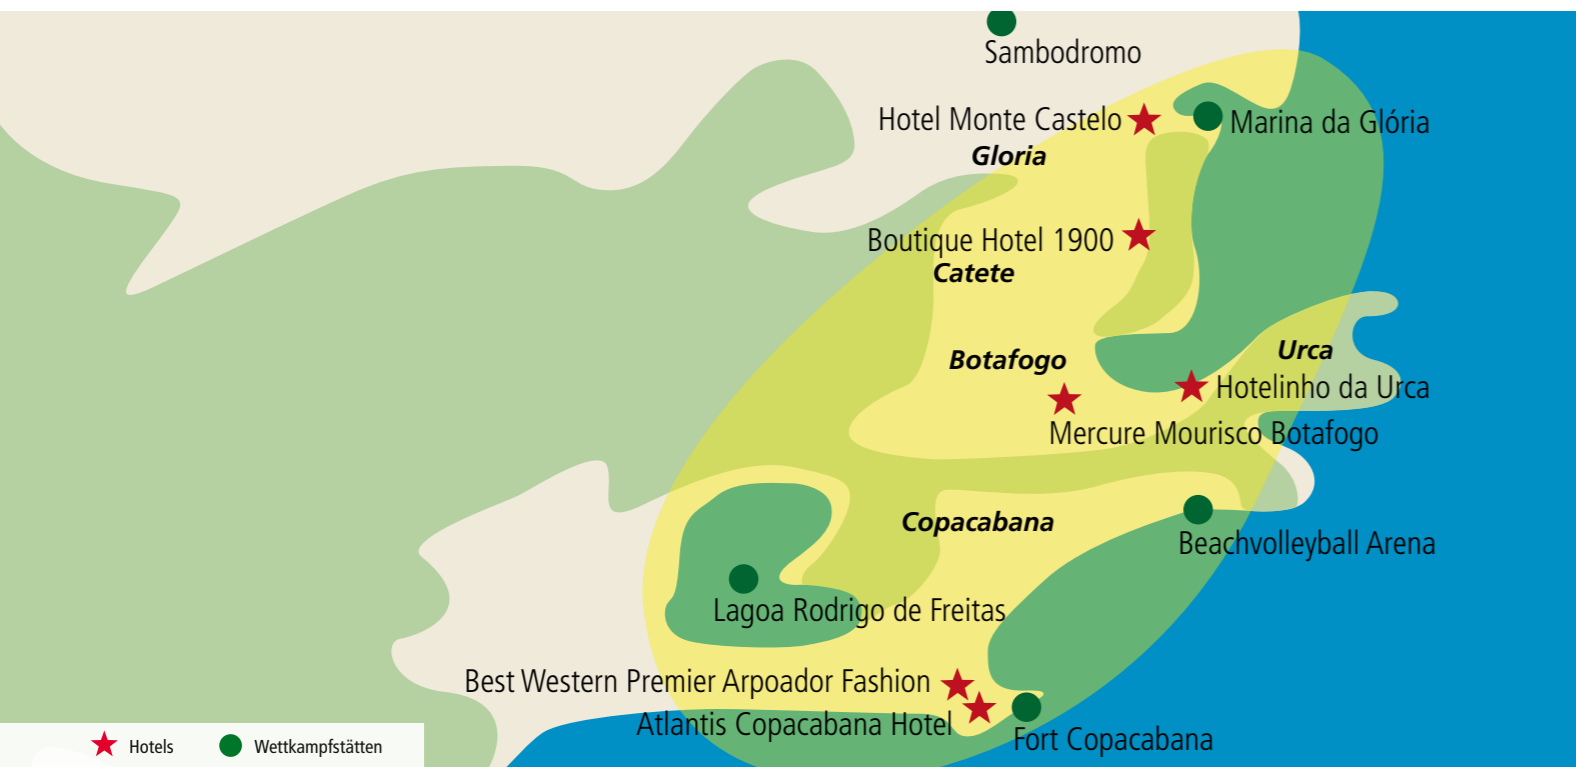 Sambodromo
Hotel Monte Castelo
Marina da Glória
Gloria
Boutique Hotel 1900
Catete
Botafogo
Urca
Hotelinho da Urca
Mercure Mourisco Botafogo
Copacabana
Beachvolleyball Arena
Lagoa Rodrigo de Freitas
Best Western Premier Arpoador Fashion
Atlantis Copacabana Hotel
Fort Copacabana
Hotels
Wettkampfstätten